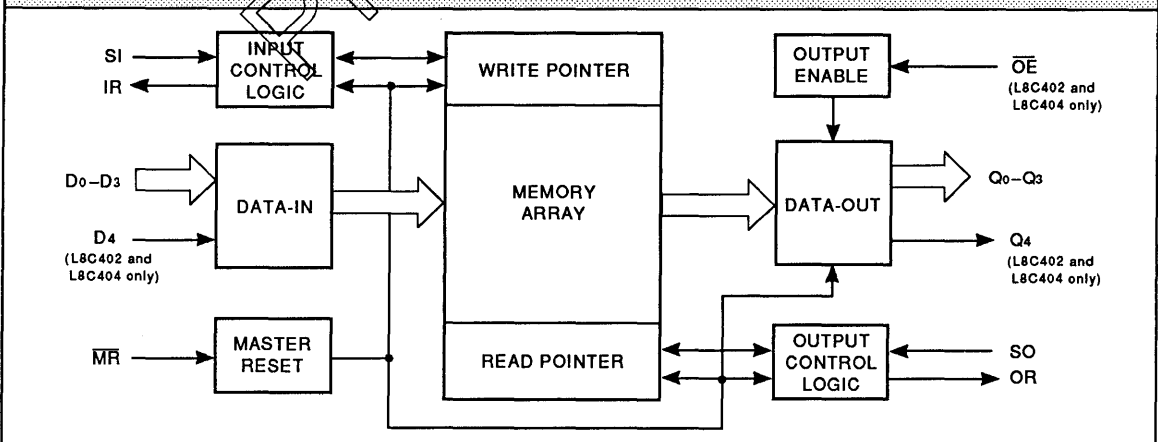 SI
IR
INPUT
CONTROL
LOGIC
WRITE POINTER
OUTPUT
ENABLE
OE
(L8C402 and
L8C404 only)
D0–D3
D4
(L8C402 and
L8C404 only)
DATA-IN
MEMORY
ARRAY
DATA-OUT
Q0–Q3
Q4
(L8C402 and
L8C404 only)
MR
MASTER
RESET
READ POINTER
OUTPUT
CONTROL
LOGIC
SO
OR